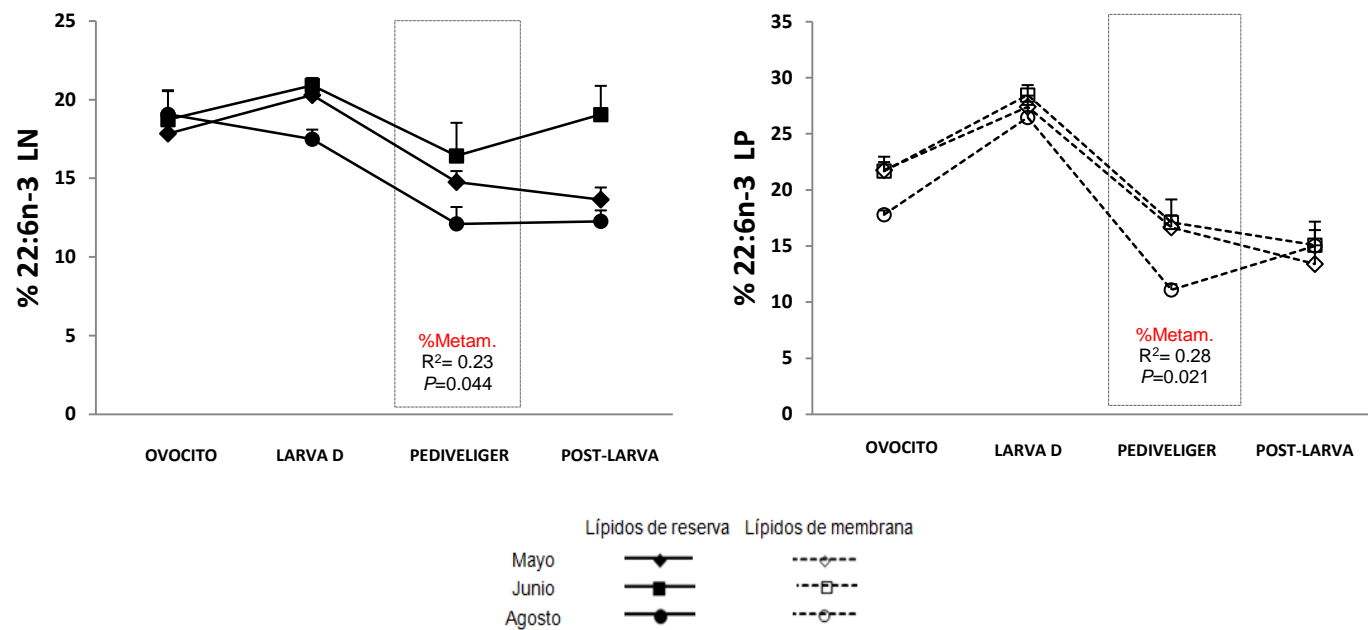 % 22:6n-3 LN
25
20
15
10
5
0
%Metam.
R²= 0.23
P=0.044
OVOCITO LARVA D PEDIVELIGER POST-LARVA
% 22:6n-3 LP
35
30
25
20
15
10
5
0
%Metam.
R²= 0.28
P=0.021
OVOCITO LARVA D PEDIVELIGER POST-LARVA
Lípidos de reserva Lípidos de membrana
Mayo
Junio
Agosto